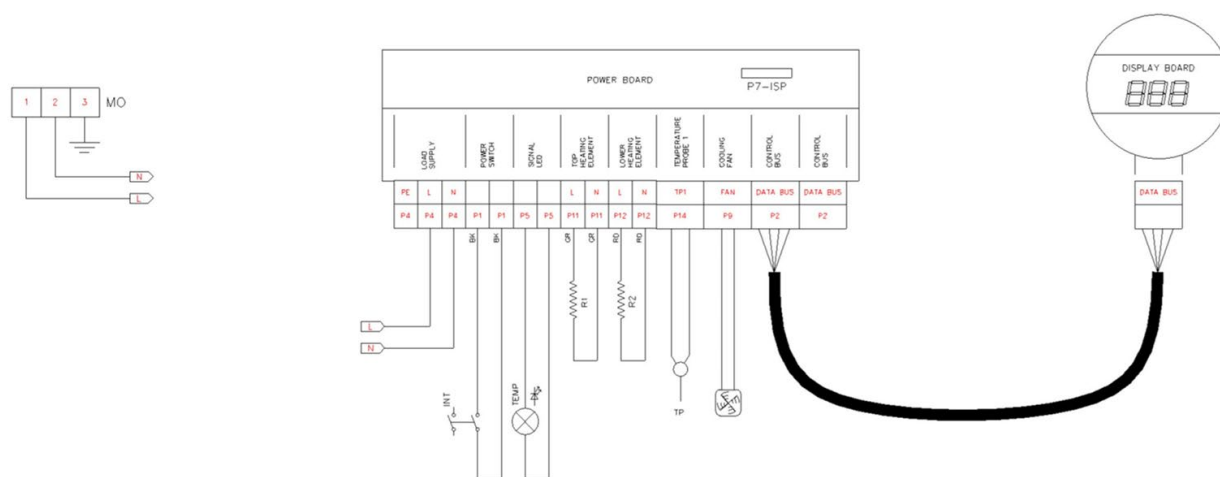 POWER BOARD
P7-ISP
DISPLAY BOARD
888
1 2 3 MO
N
L
LOAD SUPPLY
POWER SWITCH
SIGNAL LED
TOP HEATING ELEMENT
LOWER HEATING ELEMENT
TEMPERATURE PROBE 1
COOLING FAN
CONTROL BUS
CONTROL BUS
PE L N L N L N TP1 FAN DATA BUS DATA BUS
P4 P4 P4 P1 P1 P5 P5 P11 P11 P12 P12 P14 P9 P2 P2
DATA BUS
BK BK GR GR RD RD
R1
R2
L
N
INT
TEMP
TP